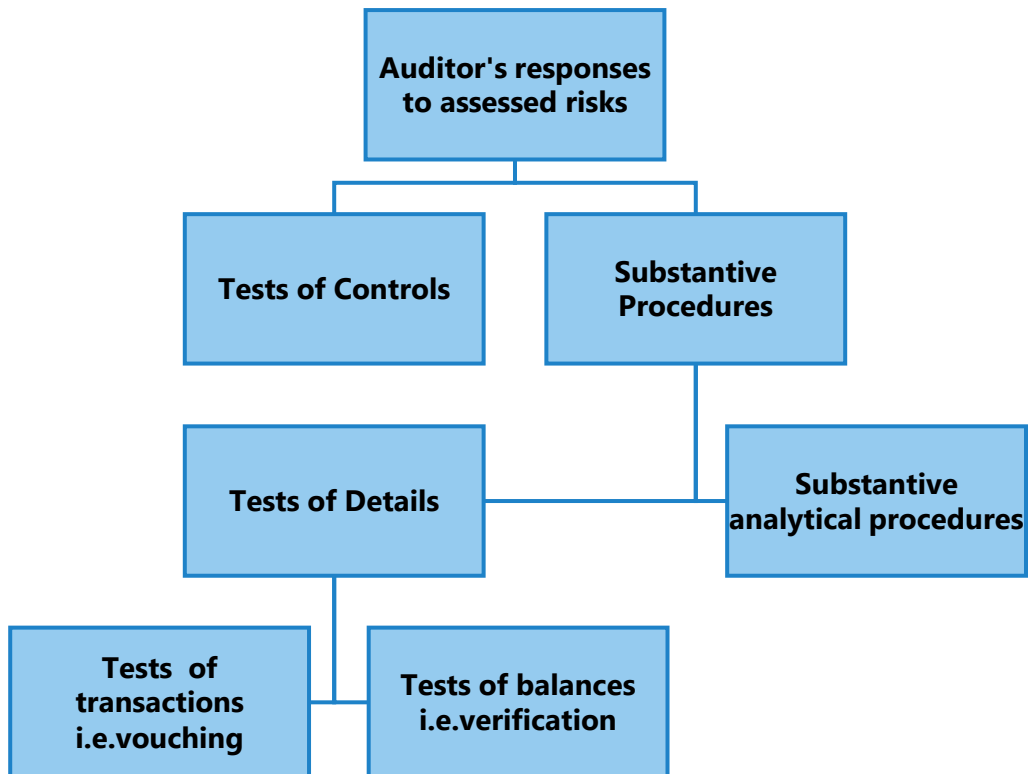 Auditor's responses
to assessed risks
Tests of Controls
Substantive
Procedures
Tests of Details
Substantive
analytical procedures
Tests  of
transactions
i.e.vouching
Tests of balances
i.e.verification